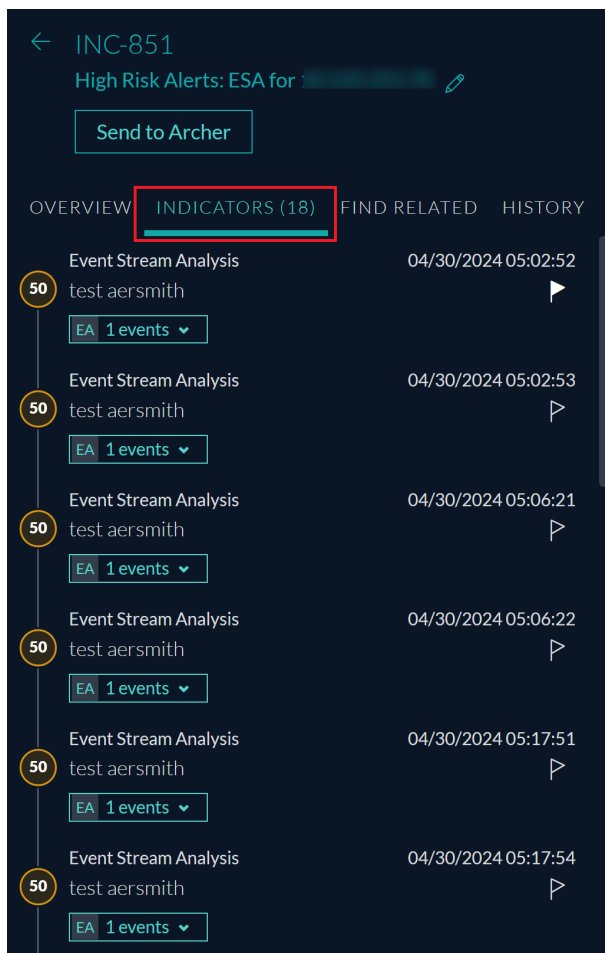 INC-851
High Risk Alerts: ESA for
Send to Archer
OVERVIEW INDICATORS (18) FIND RELATED HISTORY
Event Stream Analysis 04/30/2024 05:02:52
50 test aersmith
EA 1 events
Event Stream Analysis 04/30/2024 05:02:53
50 test aersmith
EA 1 events
Event Stream Analysis 04/30/2024 05:06:21
50 test aersmith
EA 1 events
Event Stream Analysis 04/30/2024 05:06:22
50 test aersmith
EA 1 events
Event Stream Analysis 04/30/2024 05:17:51
50 test aersmith
EA 1 events
Event Stream Analysis 04/30/2024 05:17:54
50 test aersmith
EA 1 events